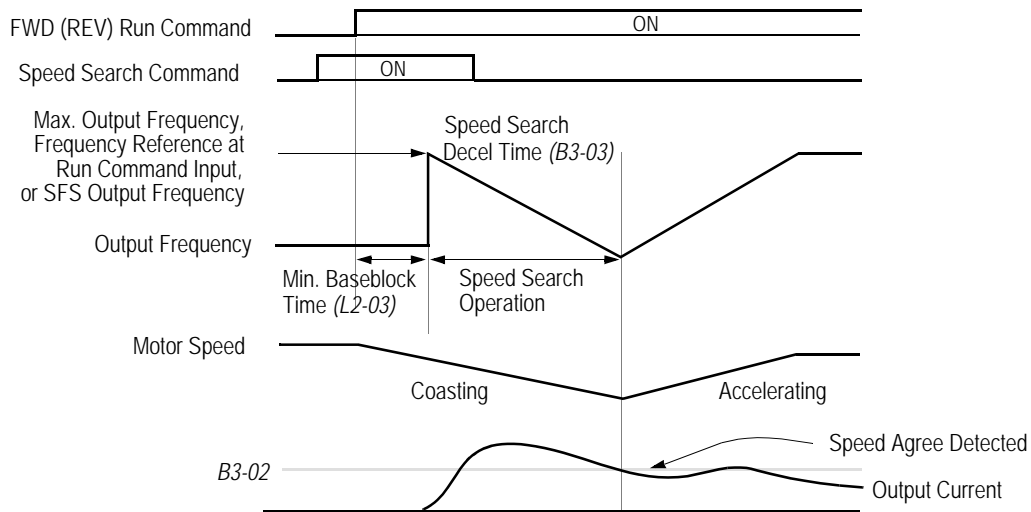 FWD (REV) Run Command
ON
Speed Search Command
ON
Max. Output Frequency,
Frequency Reference at
Run Command Input,
or SFS Output Frequency
Speed Search
Decel Time (B3-03)
Output Frequency
Min. Baseblock
Time (L2-03)
Speed Search
Operation
Motor Speed
Coasting
Accelerating
Speed Agree Detected
B3-02
Output Current